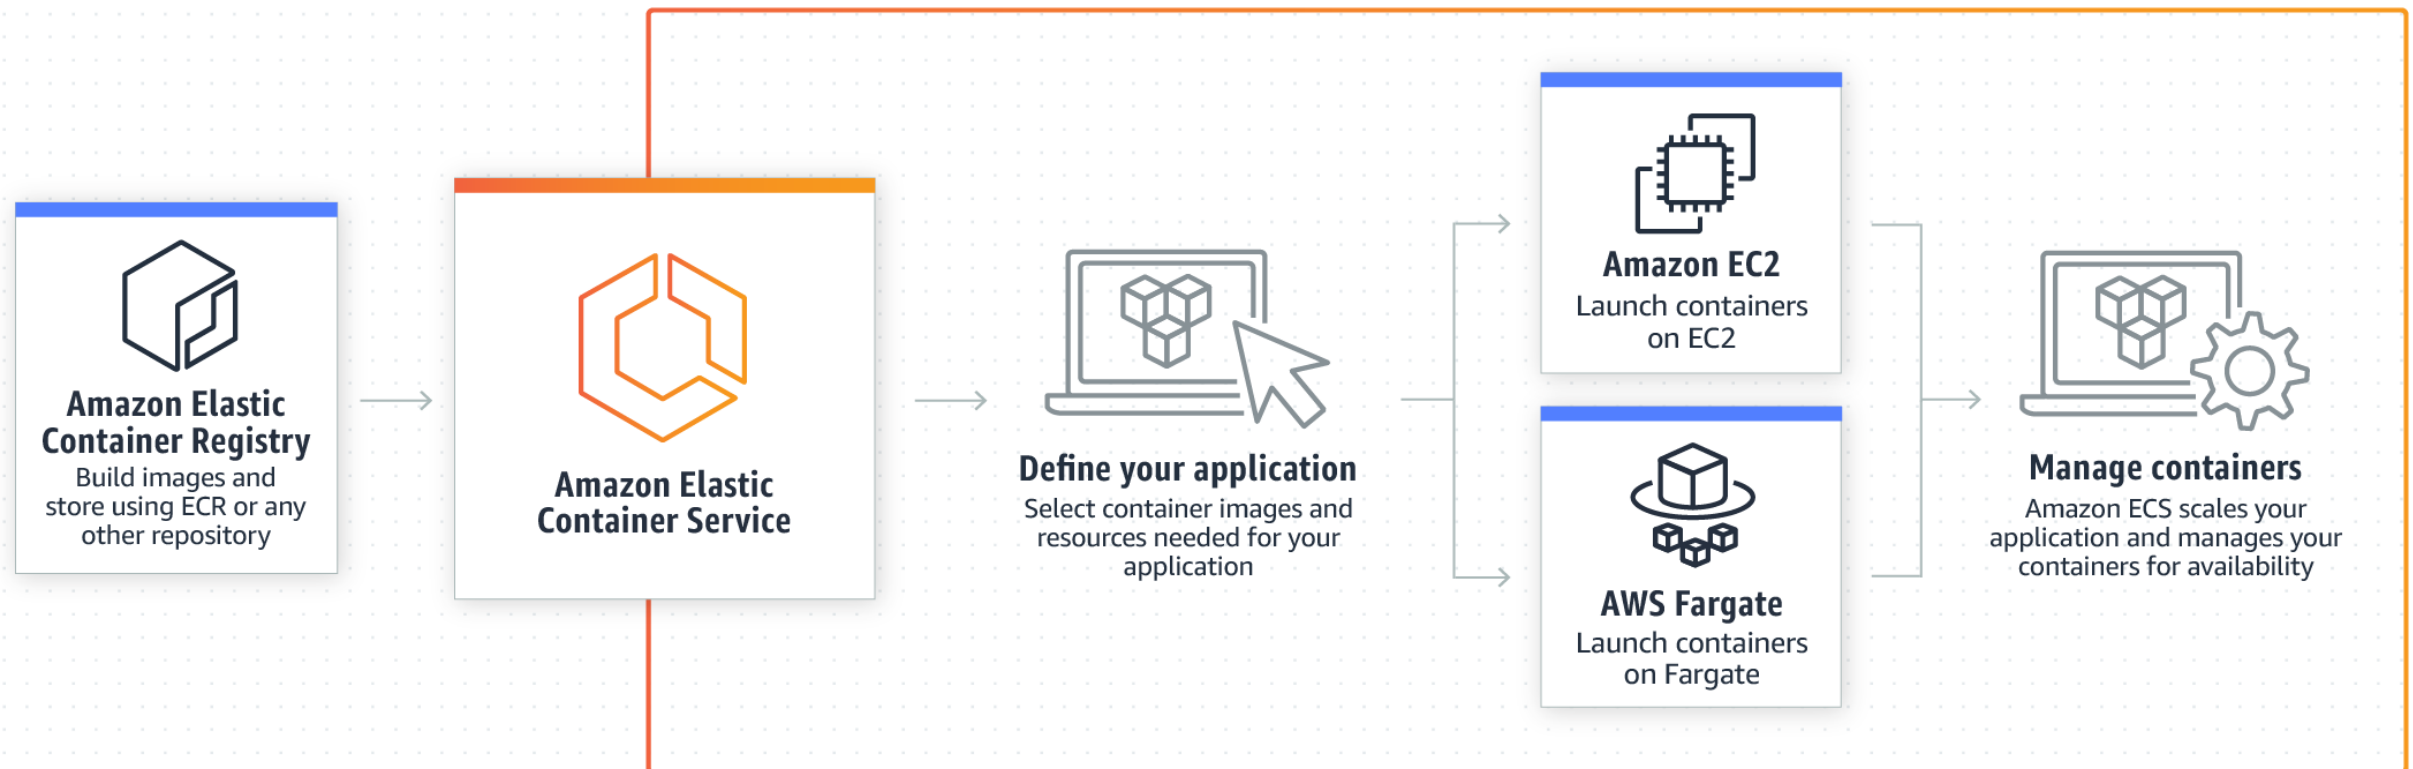 Amazon Elastic
Container Registry
Build images and
store using ECR or any
other repository
Amazon Elastic
Container Service
Define your application
Select container images and
resources needed for your
application
Amazon EC2
Launch containers
on EC2
AWS Fargate
Launch containers
on Fargate
Manage containers
Amazon ECS scales your
application and manages your
containers for availability